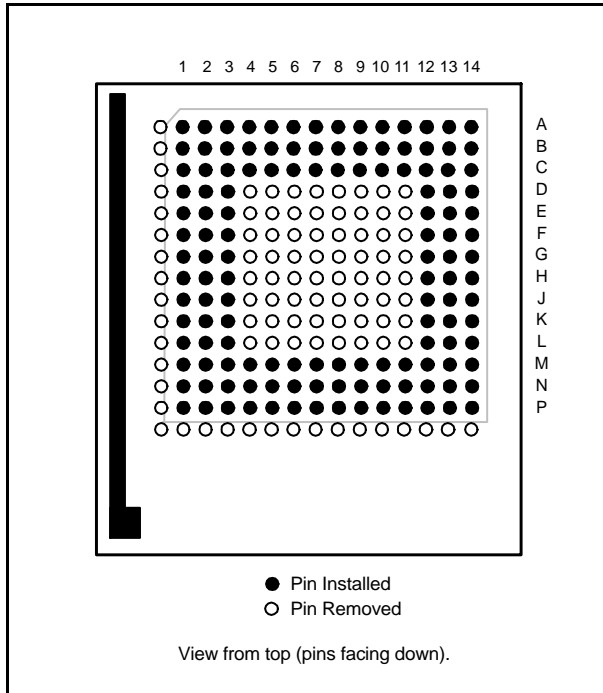 1 2 3 4 5 6 7 8 9 10 11 12 13 14
A
B
C
D
E
F
G
H
J
K
L
M
N
P
Pin Installed
Pin Removed
View from top (pins facing down).